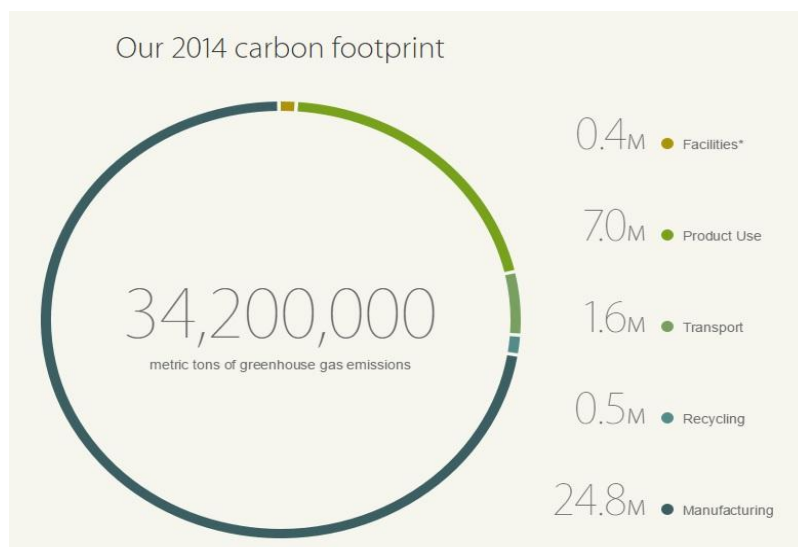 Our 2014 carbon footprint
34,200,000
metric tons of greenhouse gas emissions
0.4M Facilities*
7.0M Product Use
1.6M Transport
0.5M Recycling
24.8M Manufacturing